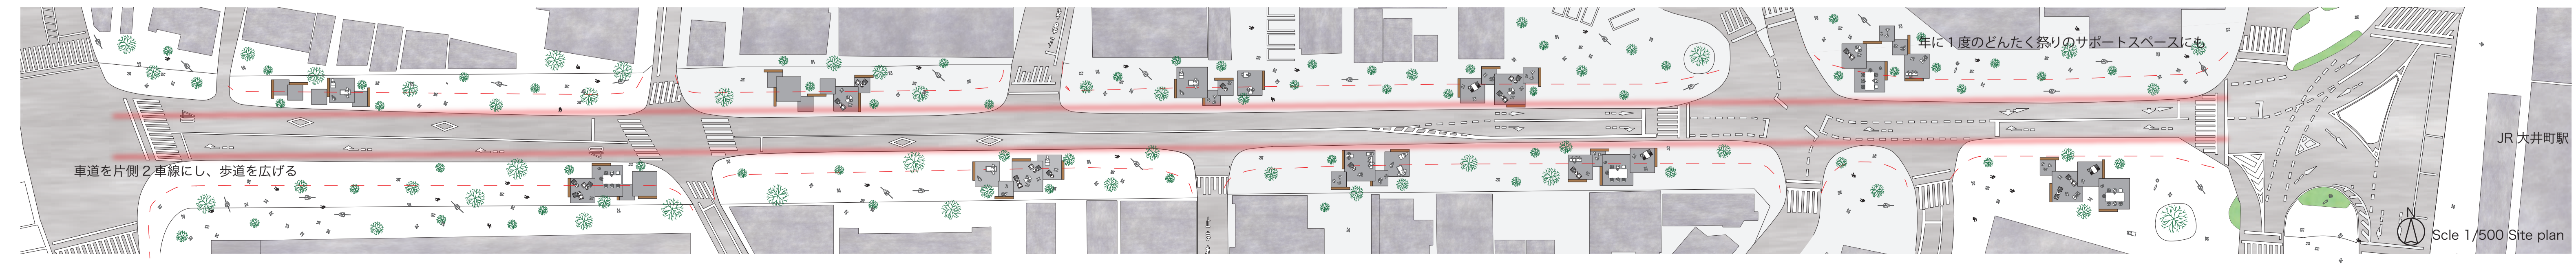 年に1度のどんたく祭りのサポートスペースにも
JR 大井町駅
車道を片側2車線にし、歩道を広げる
N
Scle 1/500 Site plan